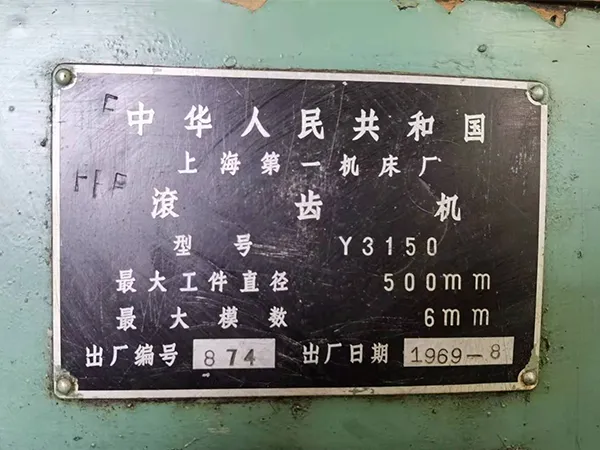 中华人民共和国
上海第一机床厂
滚齿机
型号 Y3150
最大工件直径 500mm
最大模数 6mm
出厂编号 874 出厂日期 1969-8